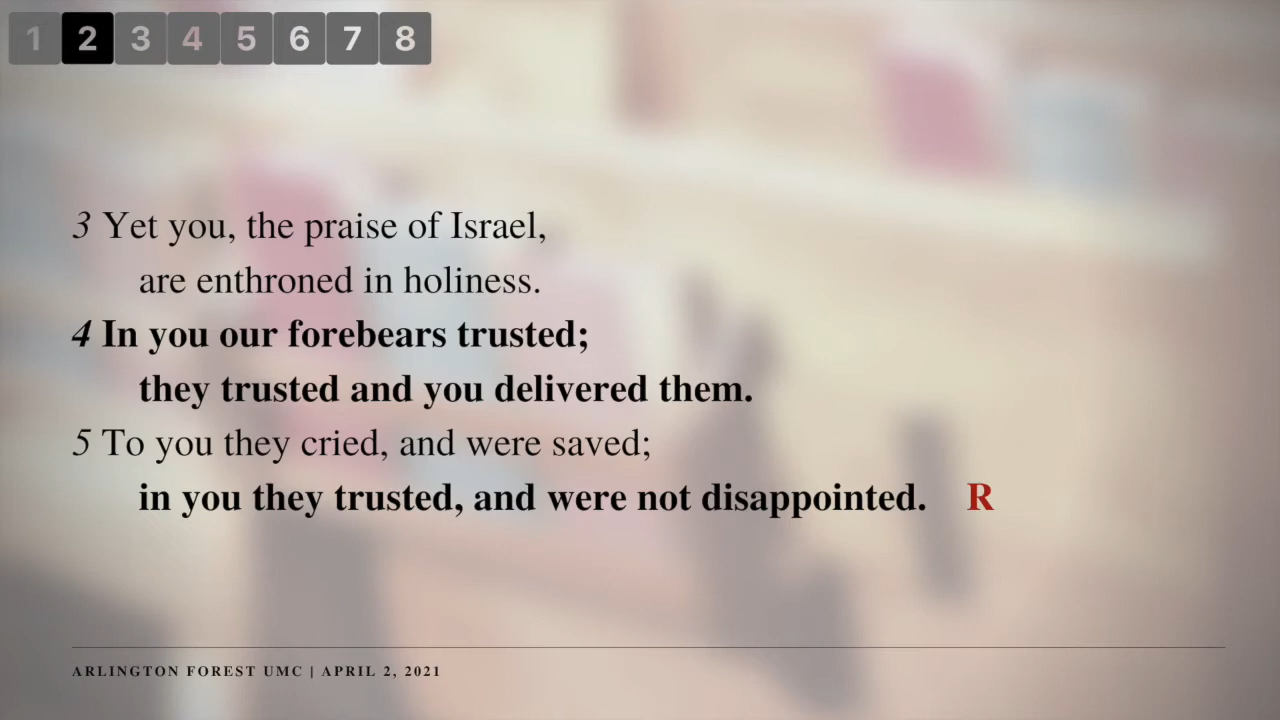 1 2 3 4 5 6 7 8
3 Yet you, the praise of Israel,
are enthroned in holiness.
4 In you our forebears trusted;
they trusted and you delivered them.
5 To you they cried, and were saved;
in you they trusted, and were not disappointed. R
ARLINGTON FOREST UMC | APRIL 2, 2021